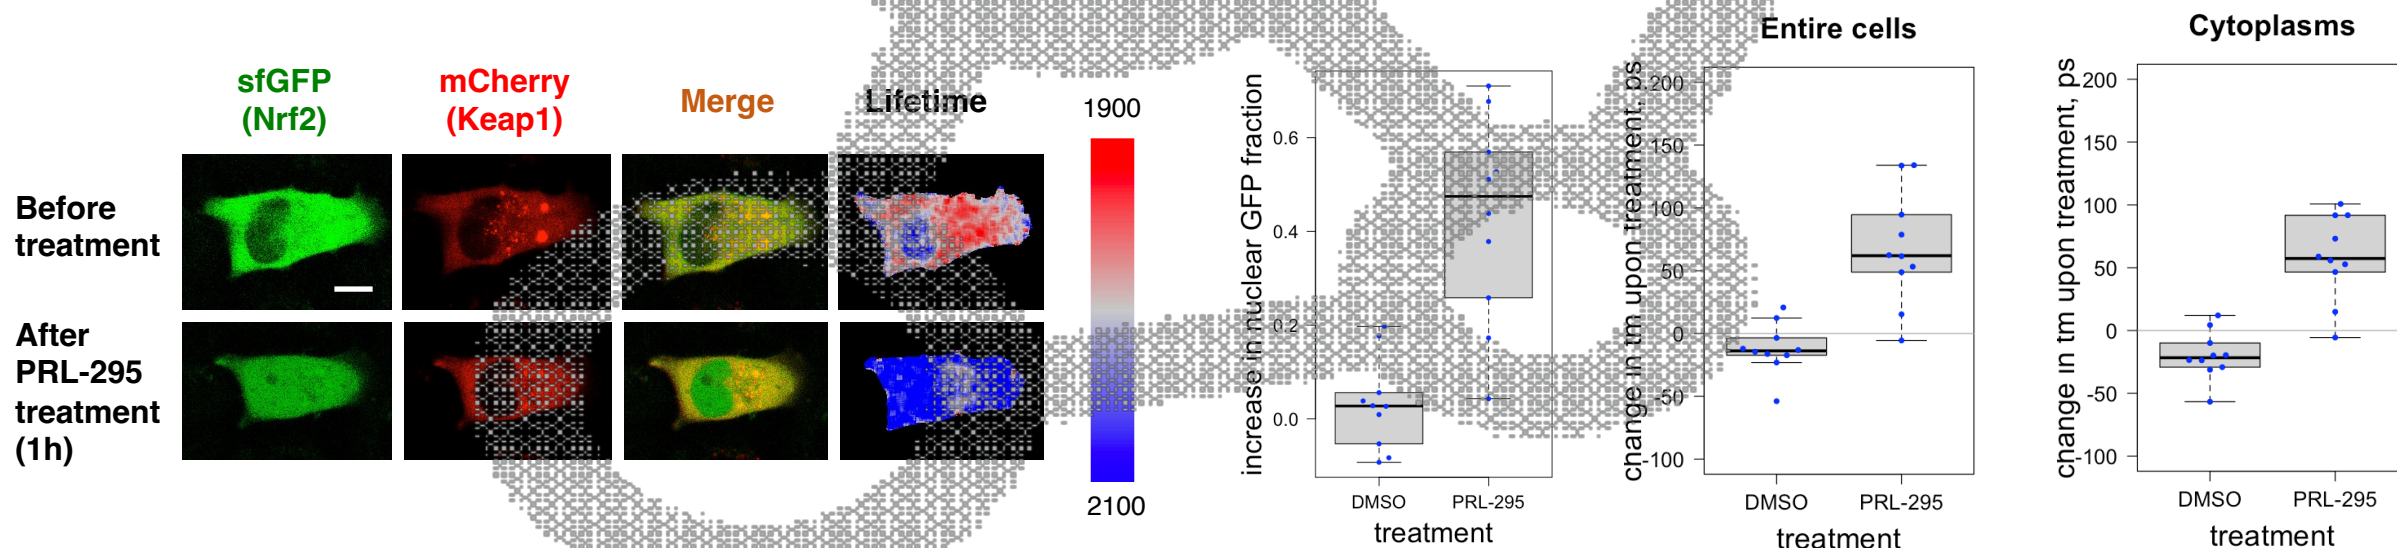 sfGFP
(Nrf2)
mCherry
(Keap1)
Merge
Lifetime
Before
treatment
After
PRL-295
treatment
(1h)
1900
2100
increase in nuclear GFP fraction
0.6
0.4
0.2
0.0
DMSO
PRL-295
treatment
Entire cells
change in tm upon treatment, ps
200
150
100
50
0
-50
-100
DMSO
PRL-295
treatment
Cytoplasms
change in tm upon treatment, ps
200
150
100
50
0
-50
-100
DMSO
PRL-295
treatment